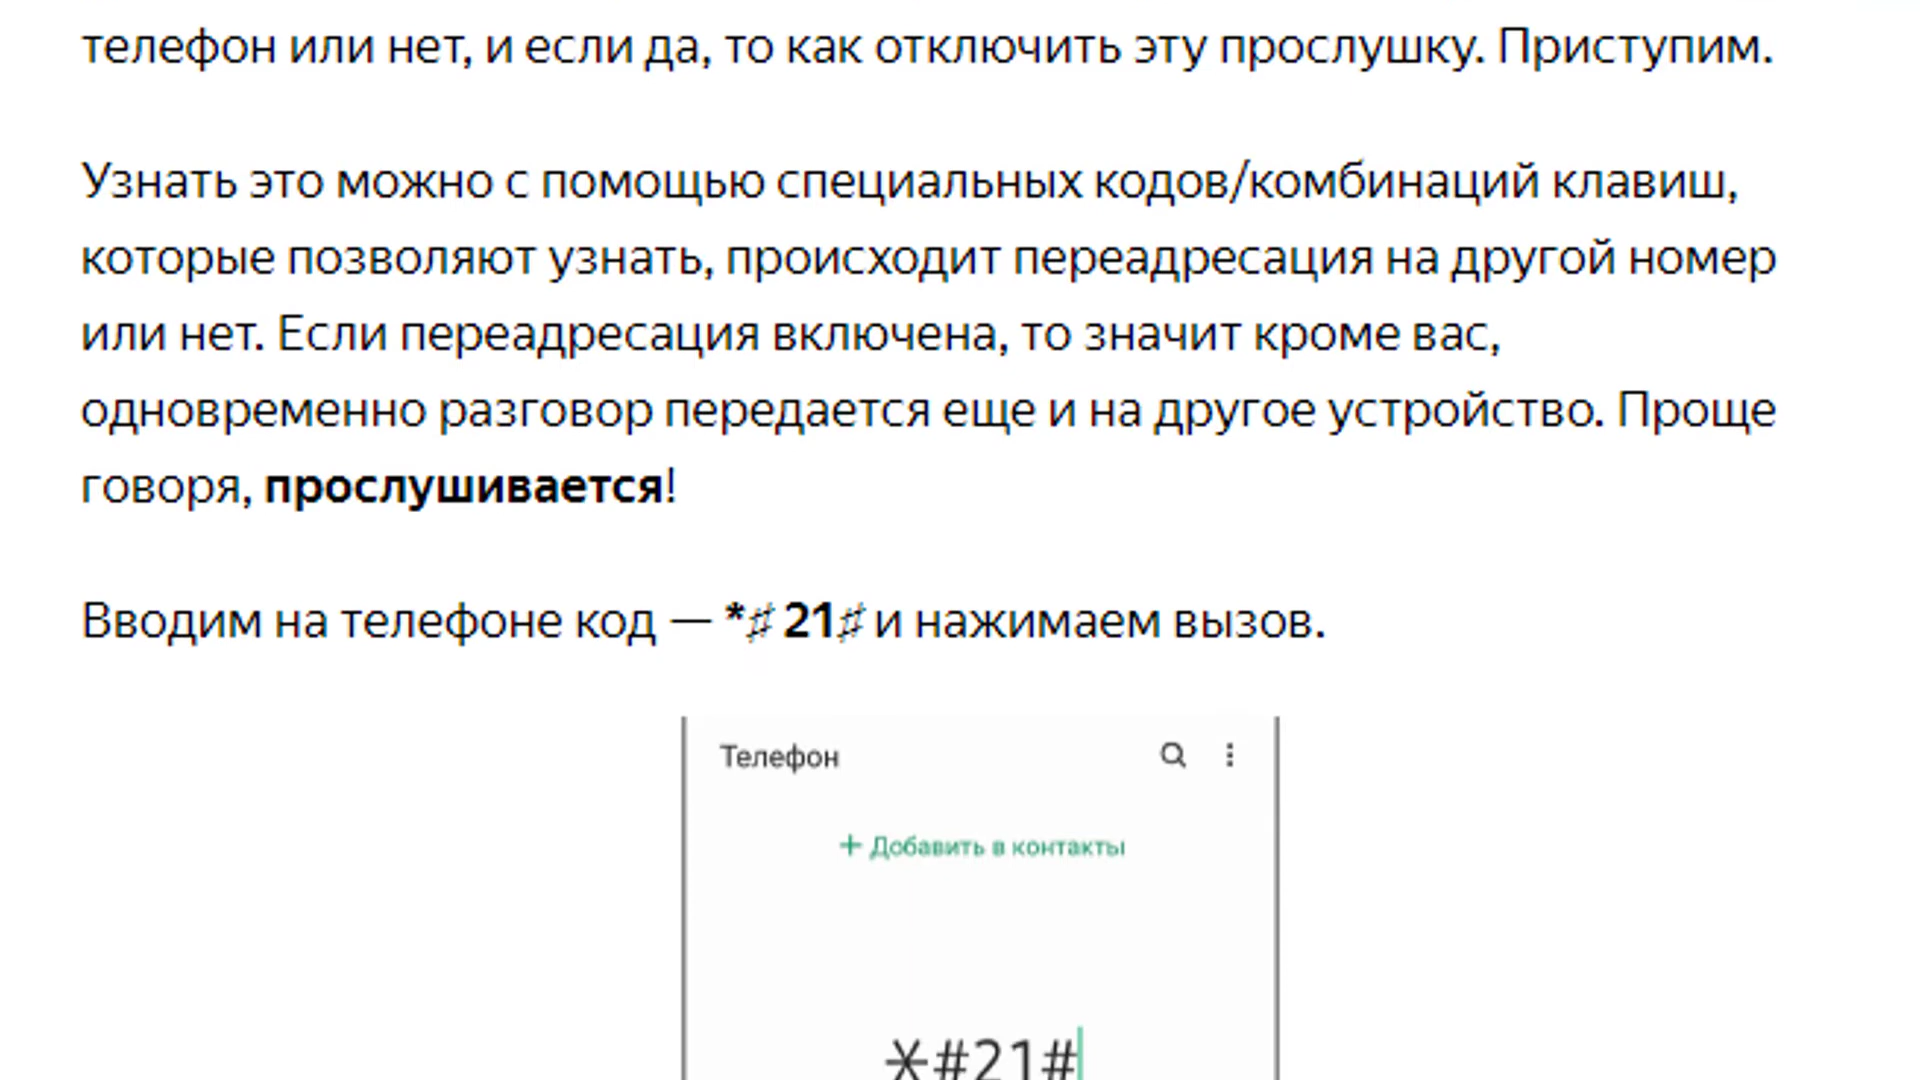 телефон или нет, и если да, то как отключить эту прослушку. Приступим.
Узнать это можно с помощью специальных кодов/комбинаций клавиш,
которые позволяют узнать, происходит переадресация на другой номер
или нет. Если переадресация включена, то значит кроме вас,
одновременно разговор передается еще и на другое устройство. Проще
говоря, прослушивается!
Вводим на телефоне код — *♯21♯ и нажимаем вызов.
Телефон
+ Добавить в контакты
*#21#